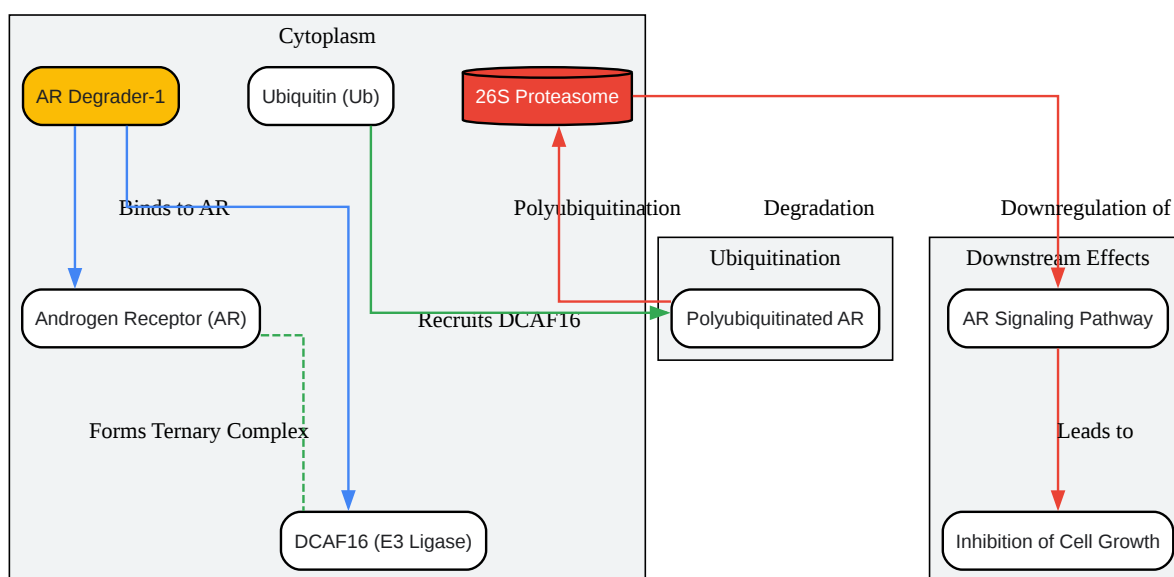 Cytoplasm
AR Degrader-1
Ubiquitin (Ub)
26S Proteasome
Binds to AR
Polyubiquitination
Degradation
Downregulation of
Ubiquitination
Downstream Effects
Androgen Receptor (AR)
Recruits DCAF16
Polyubiquitinated AR
AR Signaling Pathway
Forms Ternary Complex
Leads to
DCAF16 (E3 Ligase)
Inhibition of Cell Growth